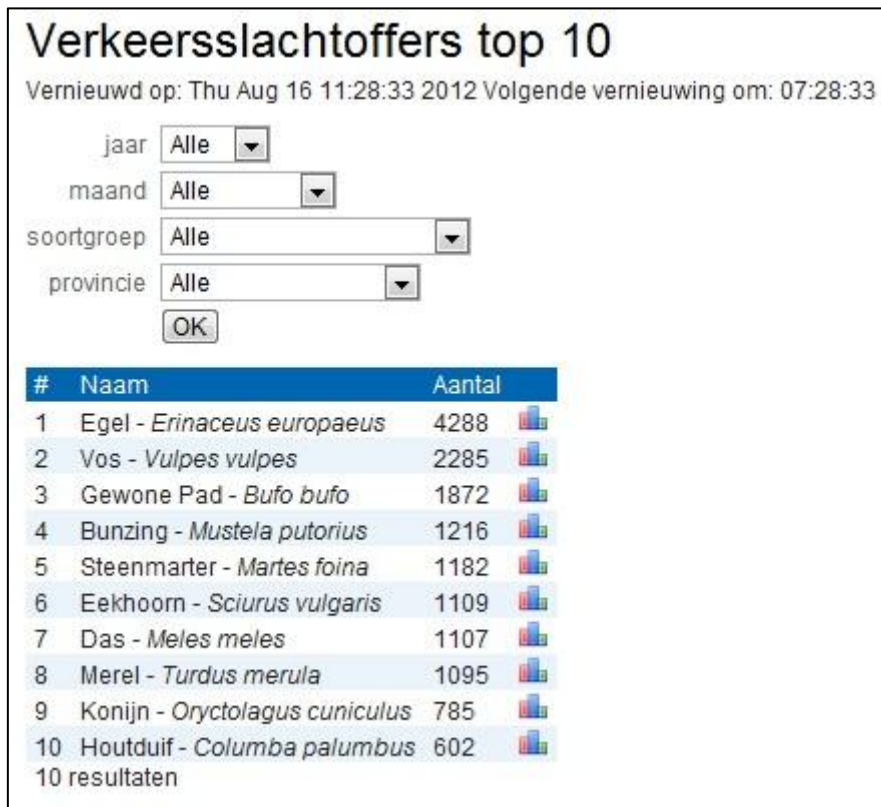 Verkeersslachtoffers top 10
Vernieuwd op: Thu Aug 16 11:28:33 2012 Volgende vernieuwing om: 07:28:33
jaar Alle
maand Alle
soortgroep Alle
provincie Alle
OK
# Naam Aantal
1 Egel - Erinaceus europaeus 4288
2 Vos - Vulpes vulpes 2285
3 Gewone Pad - Bufo bufo 1872
4 Bunzing - Mustela putorius 1216
5 Steenmarter - Martes foina 1182
6 Eekhoorn - Sciurus vulgaris 1109
7 Das - Meles meles 1107
8 Merel - Turdus merula 1095
9 Konijn - Oryctolagus cuniculus 785
10 Houtduif - Columba palumbus 602
10 resultaten